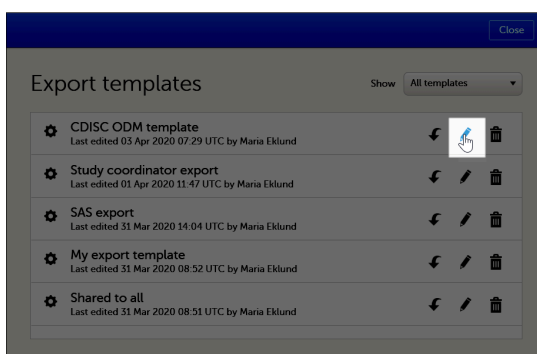 Close
Export templates
Show All templates
CDISC ODM template
Last edited 03 Apr 2020 07:29 UTC by Maria Eklund
Study coordinator export
Last edited 01 Apr 2020 11:47 UTC by Maria Eklund
SAS export
Last edited 31 Mar 2020 14:04 UTC by Maria Eklund
My export template
Last edited 31 Mar 2020 08:52 UTC by Maria Eklund
Shared to all
Last edited 31 Mar 2020 08:51 UTC by Maria Eklund